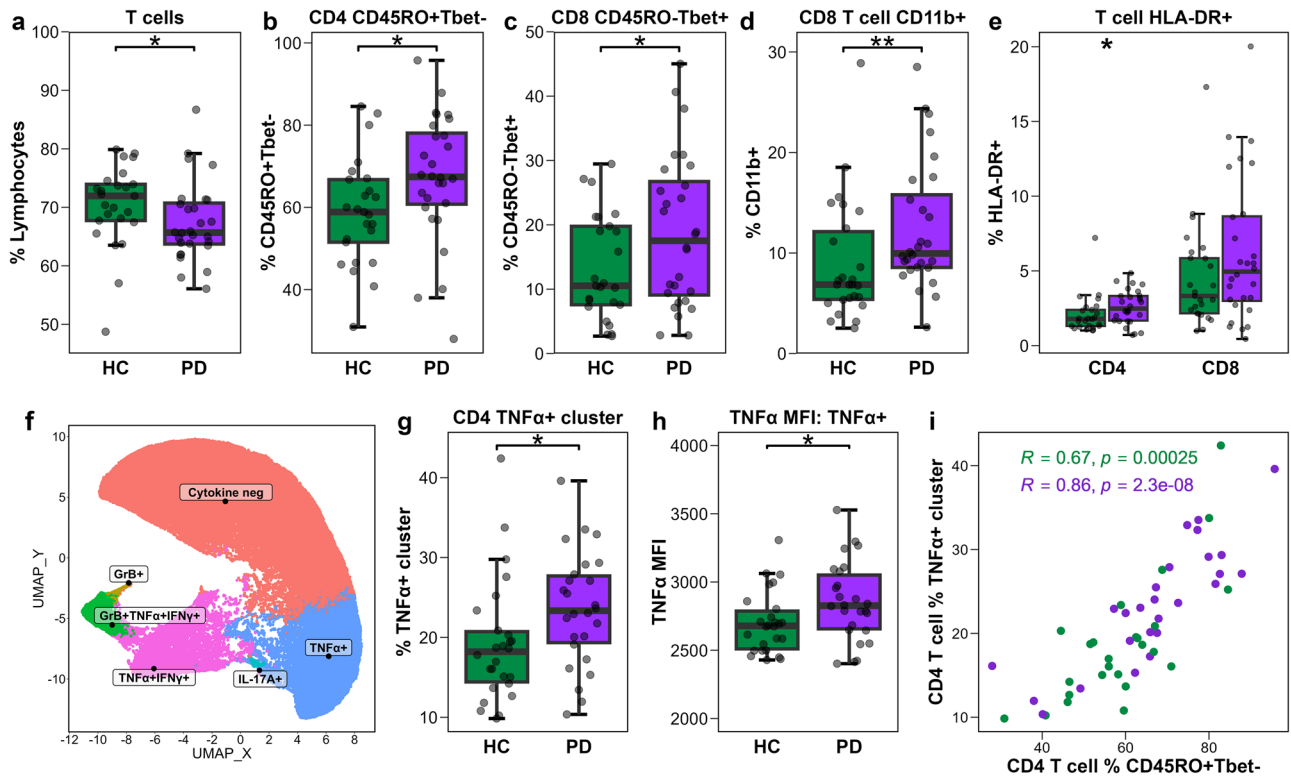 a
T cells
% Lymphocytes
100
90
80
70
60
50
*
HC
PD
b
CD4 CD45RO+Tbet-
% CD45RO+Tbet-
100
80
60
40
*
HC
PD
c
CD8 CD45RO-Tbet+
% CD45RO-Tbet+
50
40
30
20
10
0
*
HC
PD
d
CD8 T cell CD11b+
% CD11b+
30
20
10
0
**
HC
PD
e
T cell HLA-DR+
% HLA-DR+
20
15
10
5
0
*
CD4
CD8
f
UMAP_Y
10
5
0
-5
-10
Cytokine neg
GrB+
GrB+TNFα+IFNγ+
TNFα+IFNγ+
IL-17A+
TNFα+
-12
-10
-8
-6
-4
-2
0
2
4
6
8
UMAP_X
g
CD4 TNFα+ cluster
% TNFα+ cluster
40
30
20
10
*
HC
PD
h
TNFα MFI: TNFα+
TNFα MFI
4000
3500
3000
2500
2000
*
HC
PD
i
CD4 T cell % TNFα+ cluster
40
30
20
10
R = 0.67, p = 0.00025
R = 0.86, p = 2.3e-08
40
60
80
CD4 T cell % CD45RO+Tbet-